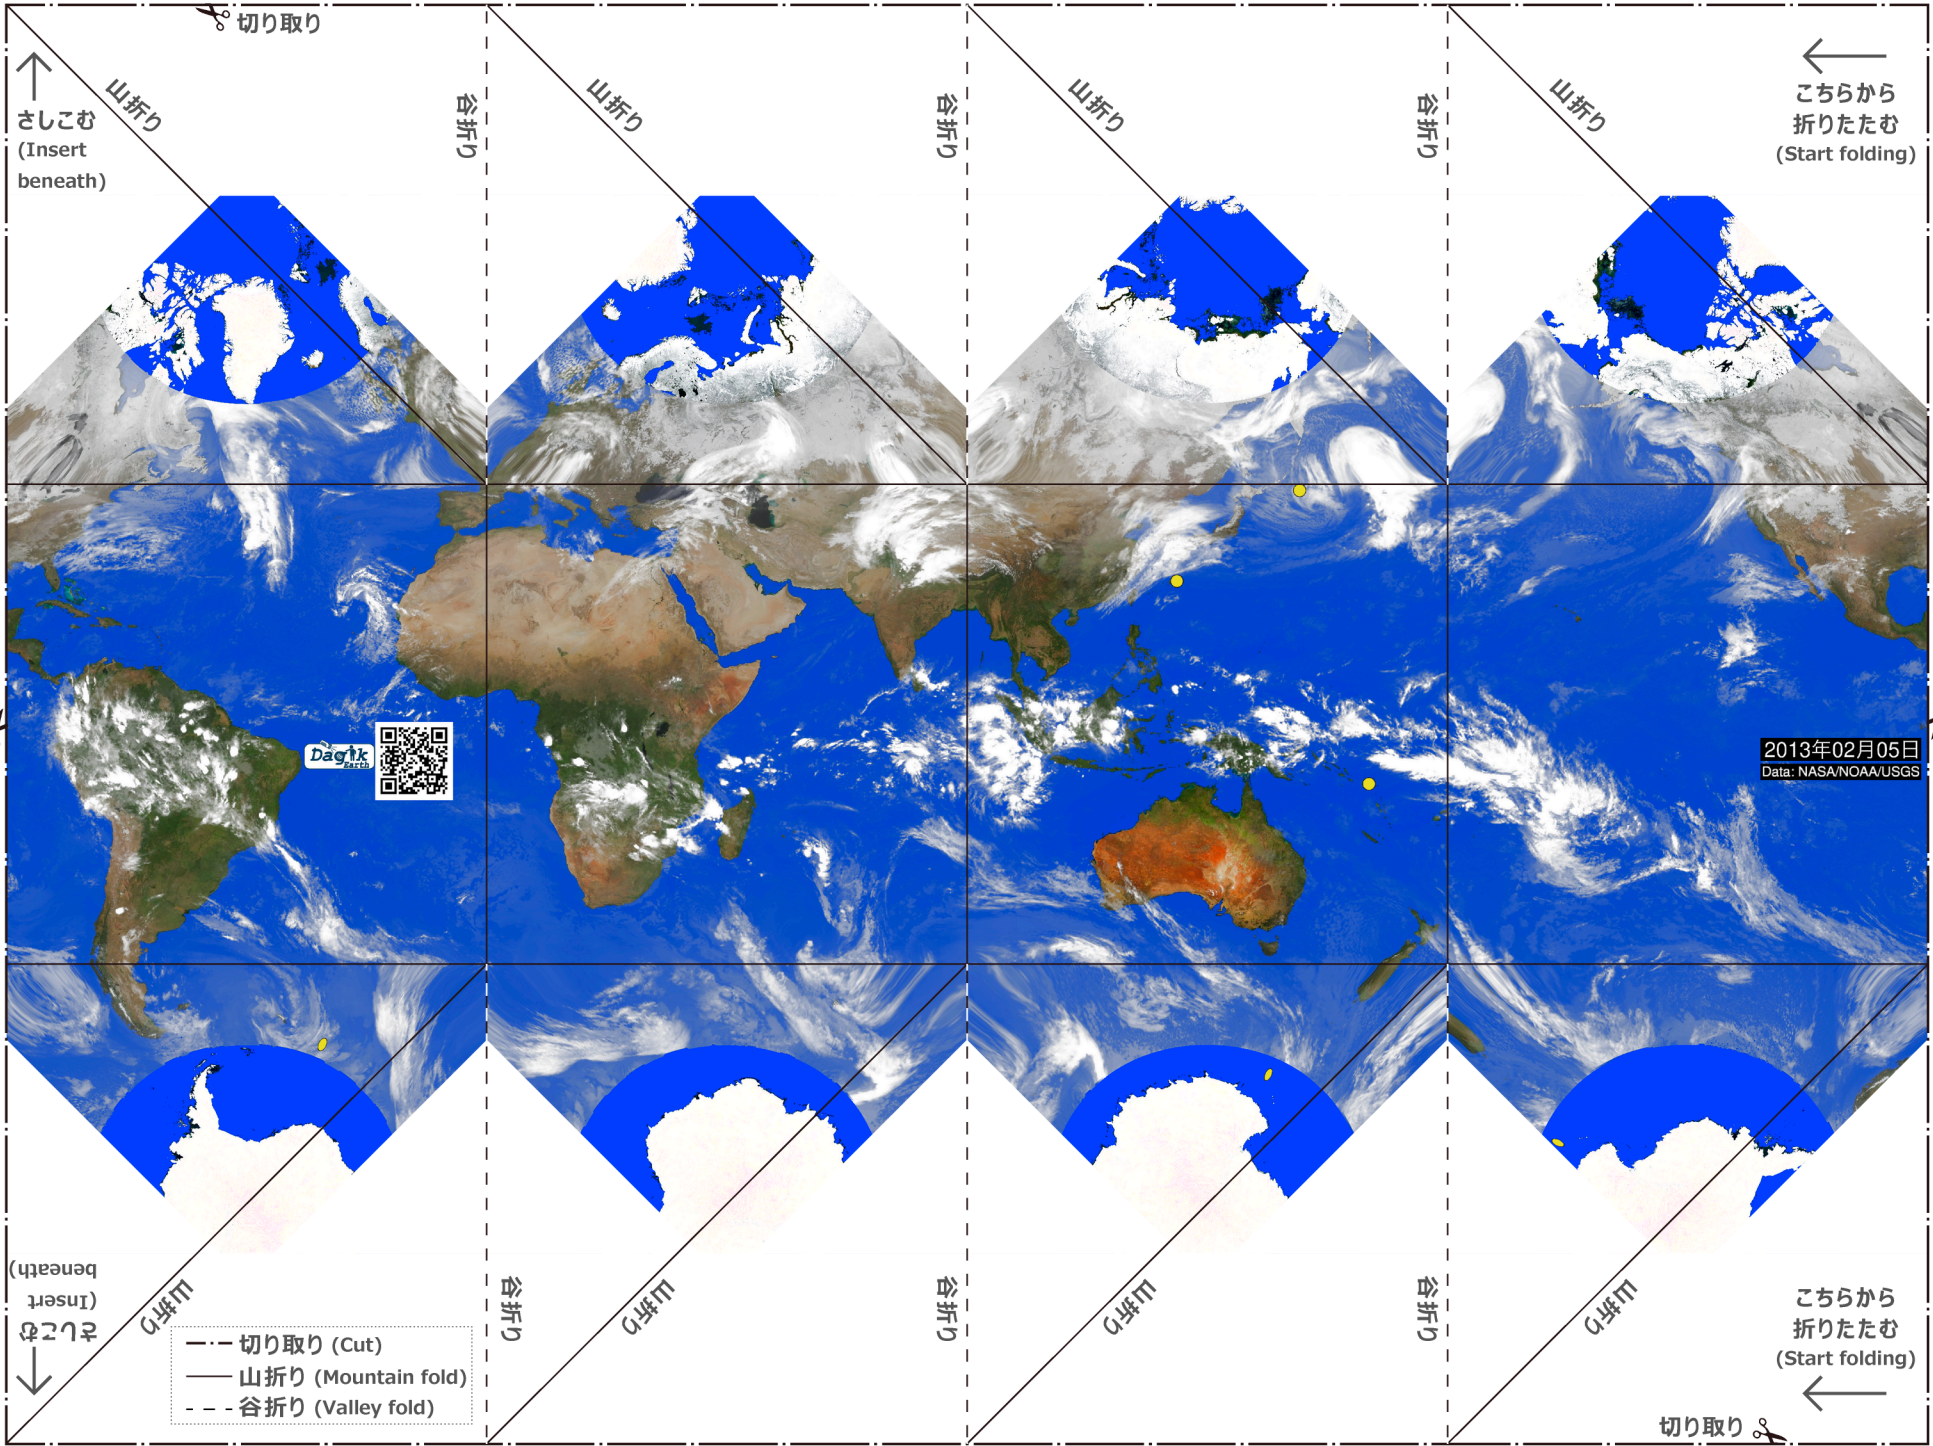 切り取り
山折り
谷折り
山折り
谷折り
山折り
谷折り
山折り
さしこむ
(Insert
beneath)
こちらから
折りたたむ
(Start folding)
Dagik
Earth
2013年02月05日
Data: NASA/NOAA/USGS
さしこむ
(Insert
beneath)
山折り
谷折り
山折り
谷折り
山折り
谷折り
山折り
こちらから
折りたたむ
(Start folding)
切り取り (Cut)
山折り (Mountain fold)
谷折り (Valley fold)
切り取り